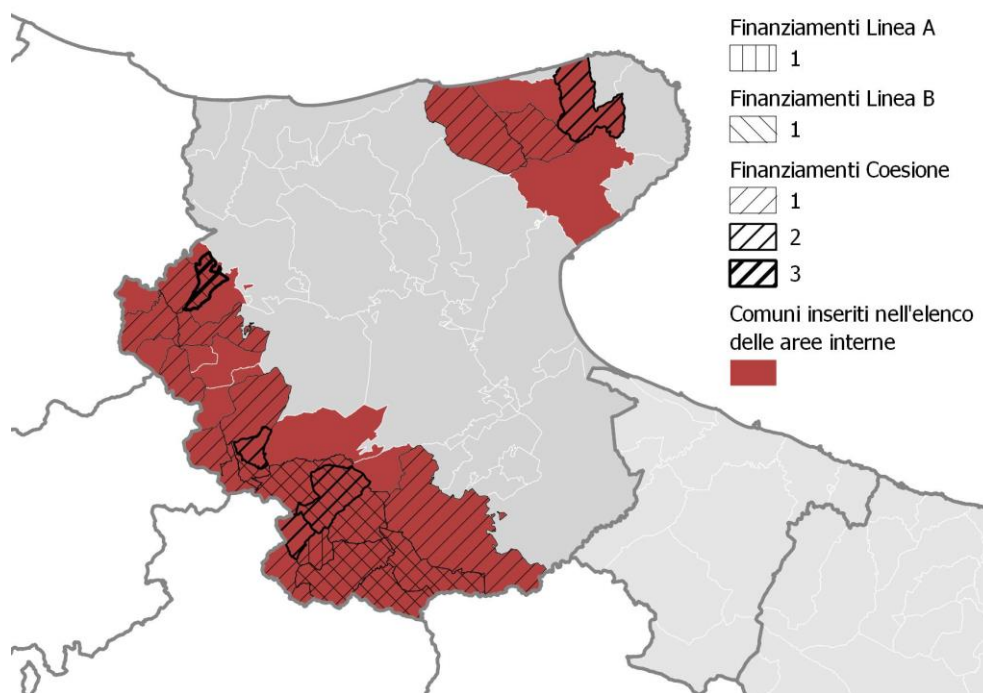 Finanziamenti Linea A
1
Finanziamenti Linea B
1
Finanziamenti Coesione
1
2
3
Comuni inseriti nell'elenco
delle aree interne